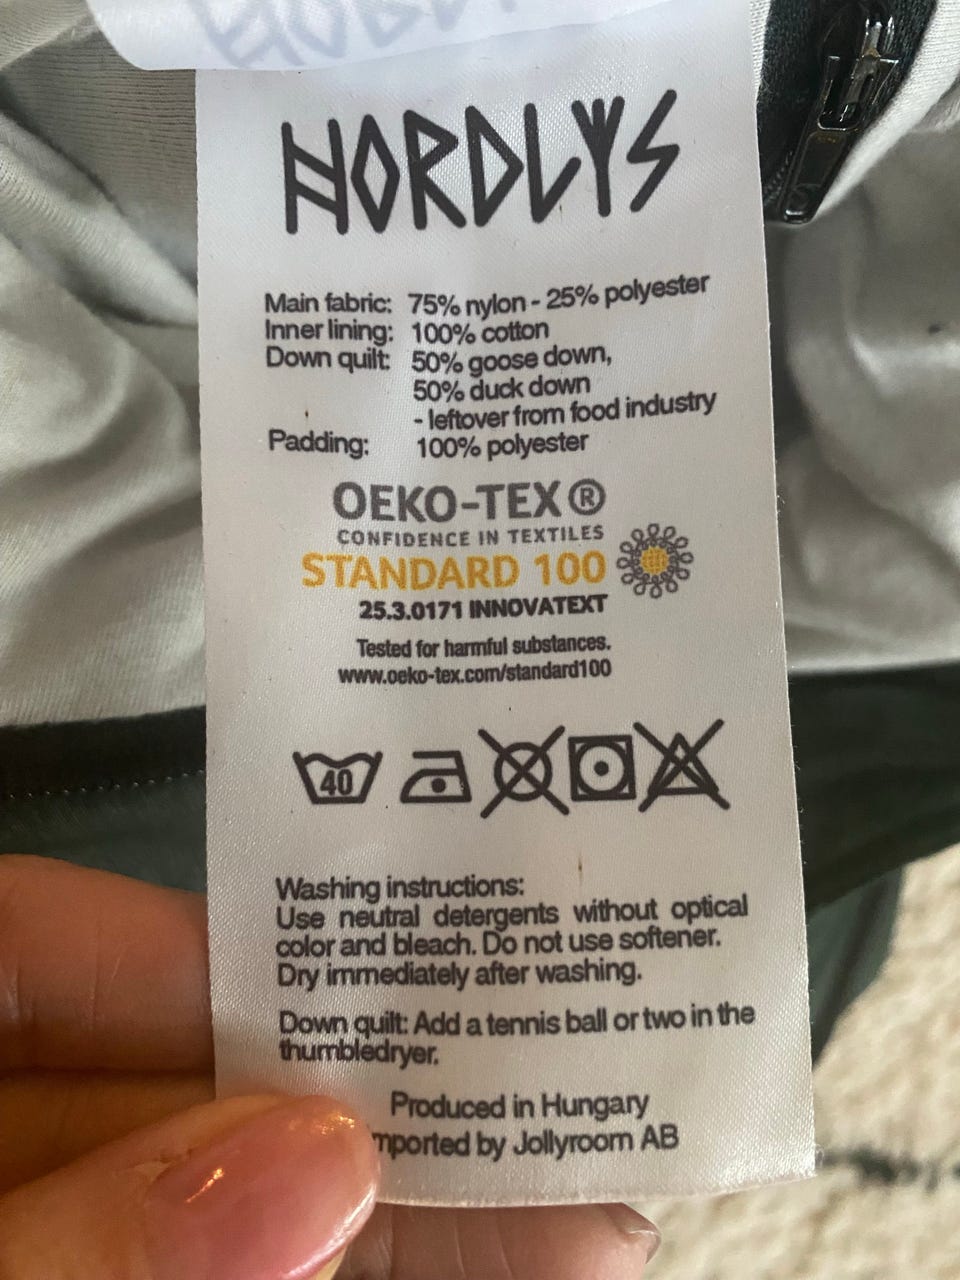 NORDLYS
Main fabric: 75% nylon - 25% polyester
Inner lining: 100% cotton
Down quilt: 50% goose down,
50% duck down
- leftover from food industry
Padding: 100% polyester
OEKO-TEX®
CONFIDENCE IN TEXTILES
STANDARD 100
25.3.0171 INNOVATEXT
Tested for harmful substances.
www.oeko-tex.com/standard100
40
Washing instructions:
Use neutral detergents without optical
color and bleach. Do not use softener.
Dry immediately after washing.
Down quilt: Add a tennis ball or two in the
thumbledryer.
Produced in Hungary
mported by Jollyroom AB